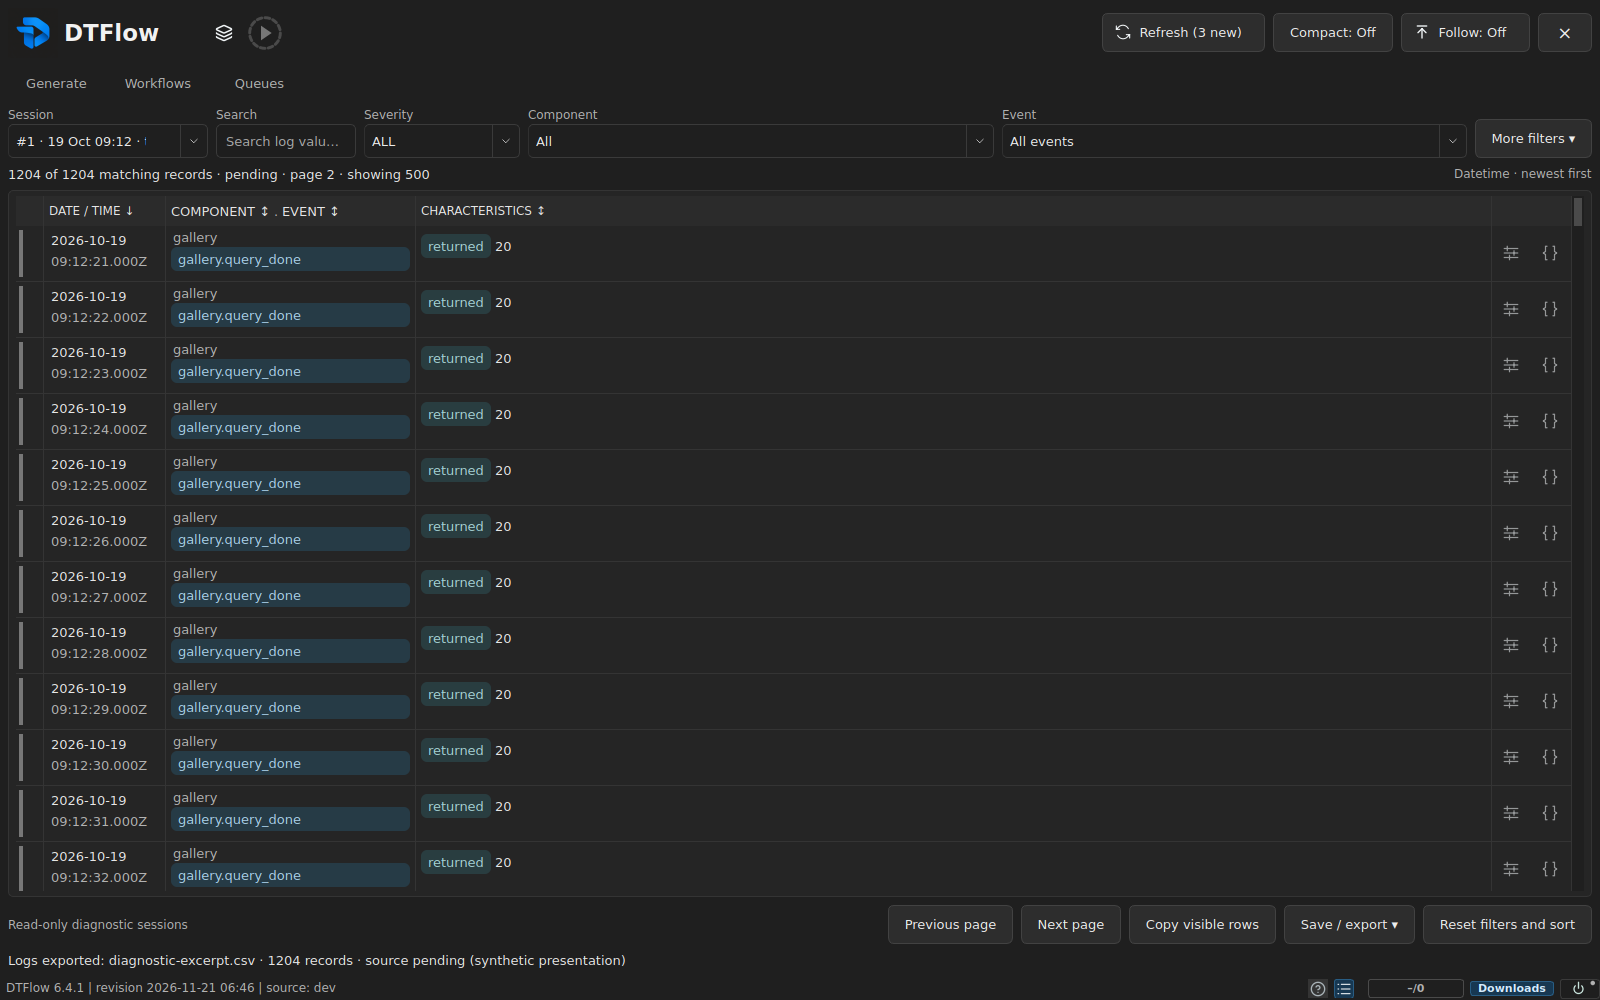 DTFlow
Refresh (3 new)
Compact: Off
Follow: Off
×
Generate Workflows Queues
Session Search Severity Component Event
#1 · 19 Oct 09:12 · Search log valu... ALL All All events More filters ▾
1204 of 1204 matching records · pending · page 2 · showing 500
Datetime · newest first
DATE / TIME ↓ COMPONENT ↕ . EVENT ↕ CHARACTERISTICS ↕
2026-10-19 gallery returned 20
09:12:21.000Z gallery.query_done { }
2026-10-19 gallery returned 20
09:12:22.000Z gallery.query_done { }
2026-10-19 gallery returned 20
09:12:23.000Z gallery.query_done { }
2026-10-19 gallery returned 20
09:12:24.000Z gallery.query_done { }
2026-10-19 gallery returned 20
09:12:25.000Z gallery.query_done { }
2026-10-19 gallery returned 20
09:12:26.000Z gallery.query_done { }
2026-10-19 gallery returned 20
09:12:27.000Z gallery.query_done { }
2026-10-19 gallery returned 20
09:12:28.000Z gallery.query_done { }
2026-10-19 gallery returned 20
09:12:29.000Z gallery.query_done { }
2026-10-19 gallery returned 20
09:12:30.000Z gallery.query_done { }
2026-10-19 gallery returned 20
09:12:31.000Z gallery.query_done { }
2026-10-19 gallery returned 20
09:12:32.000Z gallery.query_done { }
Read-only diagnostic sessions
Previous page Next page Copy visible rows Save / export ▾ Reset filters and sort
Logs exported: diagnostic-excerpt.csv · 1204 records · source pending (synthetic presentation)
DTFlow 6.4.1 | revision 2026-11-21 06:46 | source: dev
-/0 Downloads